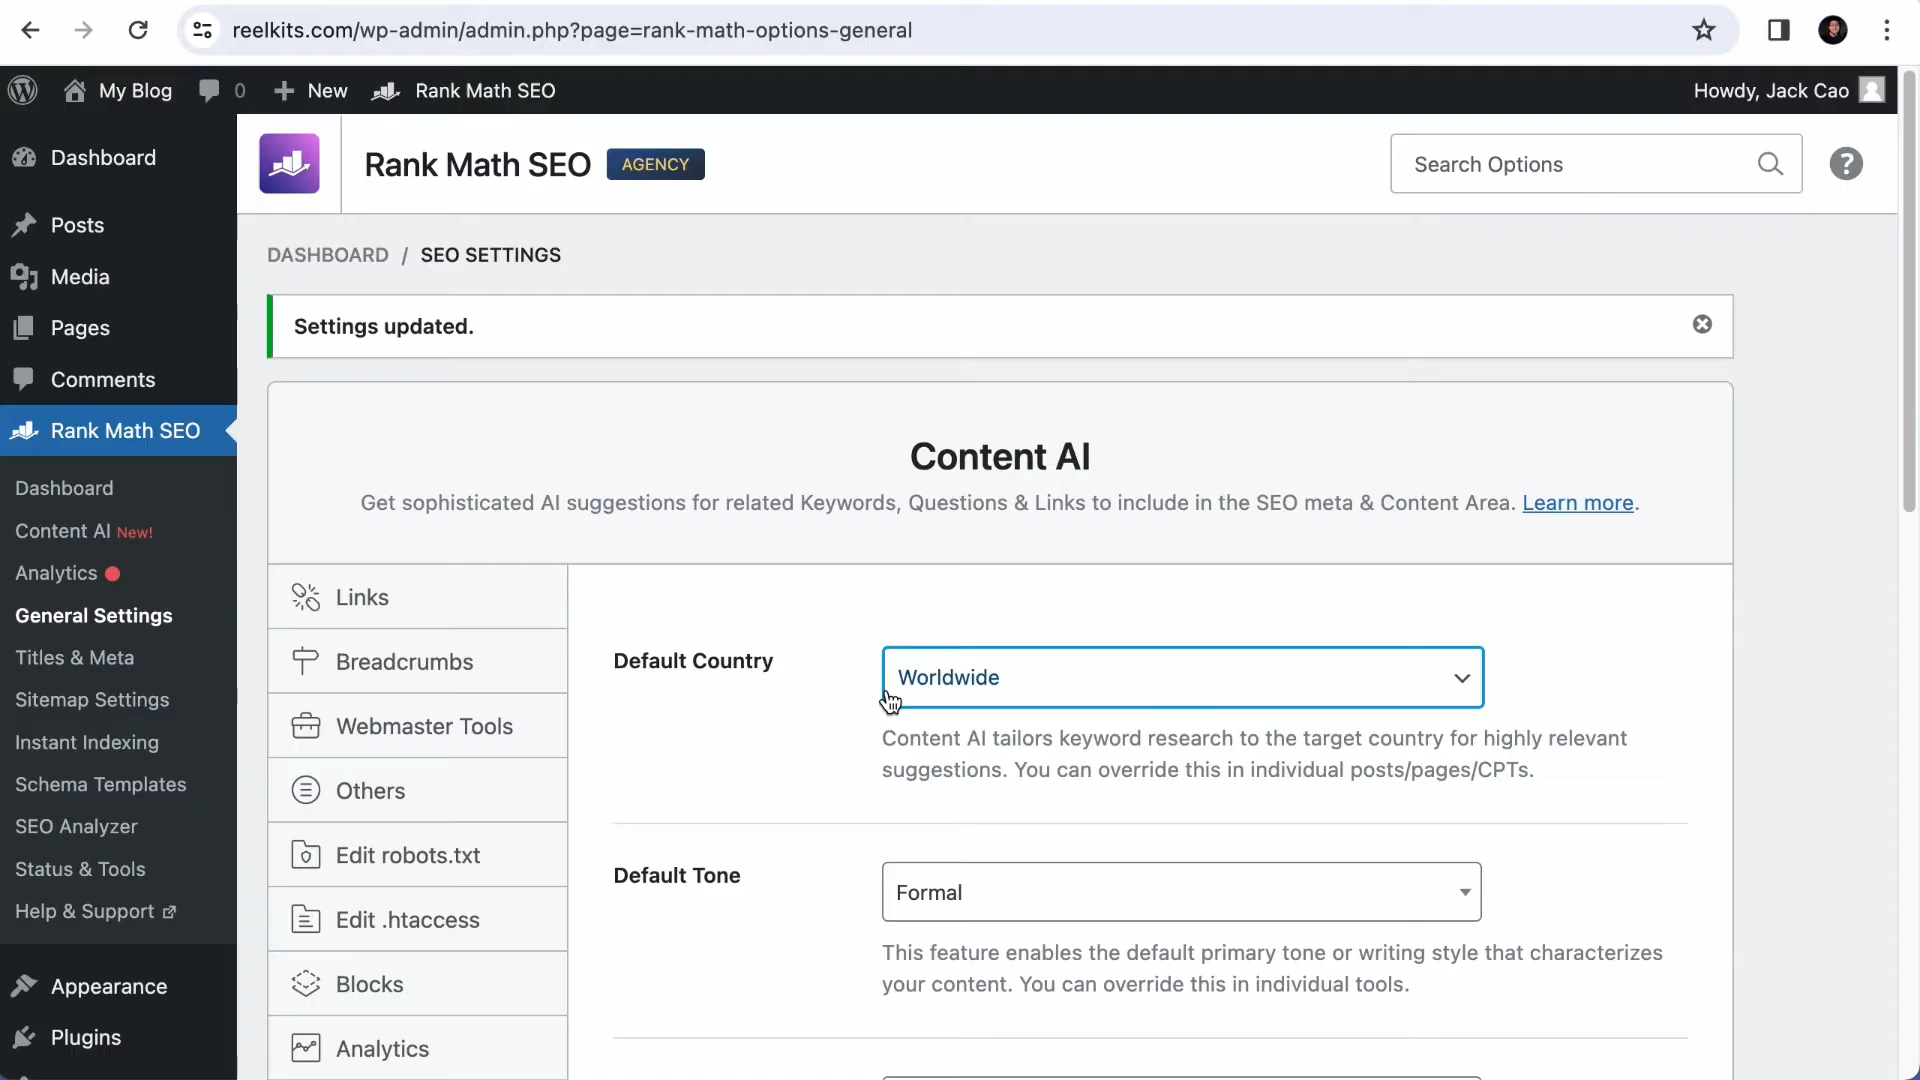 reelkits.com/wp-admin/admin.php?page=rank-math-options-general
My Blog
0
New
Rank Math SEO
Howdy, Jack Cao
Dashboard
Posts
Media
Pages
Comments
Rank Math SEO
Dashboard
Content AI New!
Analytics
General Settings
Titles & Meta
Sitemap Settings
Instant Indexing
Schema Templates
SEO Analyzer
Status & Tools
Help & Support
Appearance
Plugins
Rank Math SEO
AGENCY
Search Options
?
DASHBOARD / SEO SETTINGS
Settings updated.
Content AI
Get sophisticated AI suggestions for related Keywords, Questions & Links to include in the SEO meta & Content Area. Learn more.
Links
Breadcrumbs
Webmaster Tools
Others
Edit robots.txt
Edit .htaccess
Blocks
Analytics
Default Country
Worldwide
Content AI tailors keyword research to the target country for highly relevant
suggestions. You can override this in individual posts/pages/CPTs.
Default Tone
Formal
This feature enables the default primary tone or writing style that characterizes
your content. You can override this in individual tools.